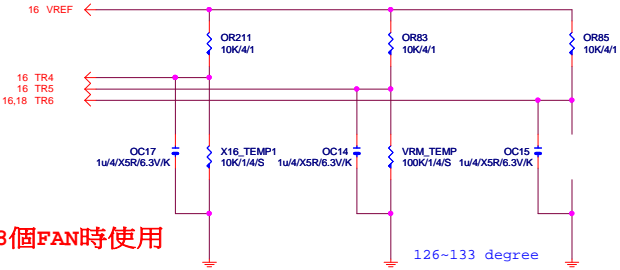 16 VREF
OR211
10K/4/1
OR83
10K/4/1
OR85
10K/4/1
16 TR4
16 TR5
16,18 TR6
OC17
1u/4/X5R/6.3V/K
X16_TEMP1
10K/1/4/S
OC14
1u/4/X5R/6.3V/K
VRM_TEMP
100K/1/4/S
OC15
1u/4/X5R/6.3V/K
個FAN時使用
126~133 degree